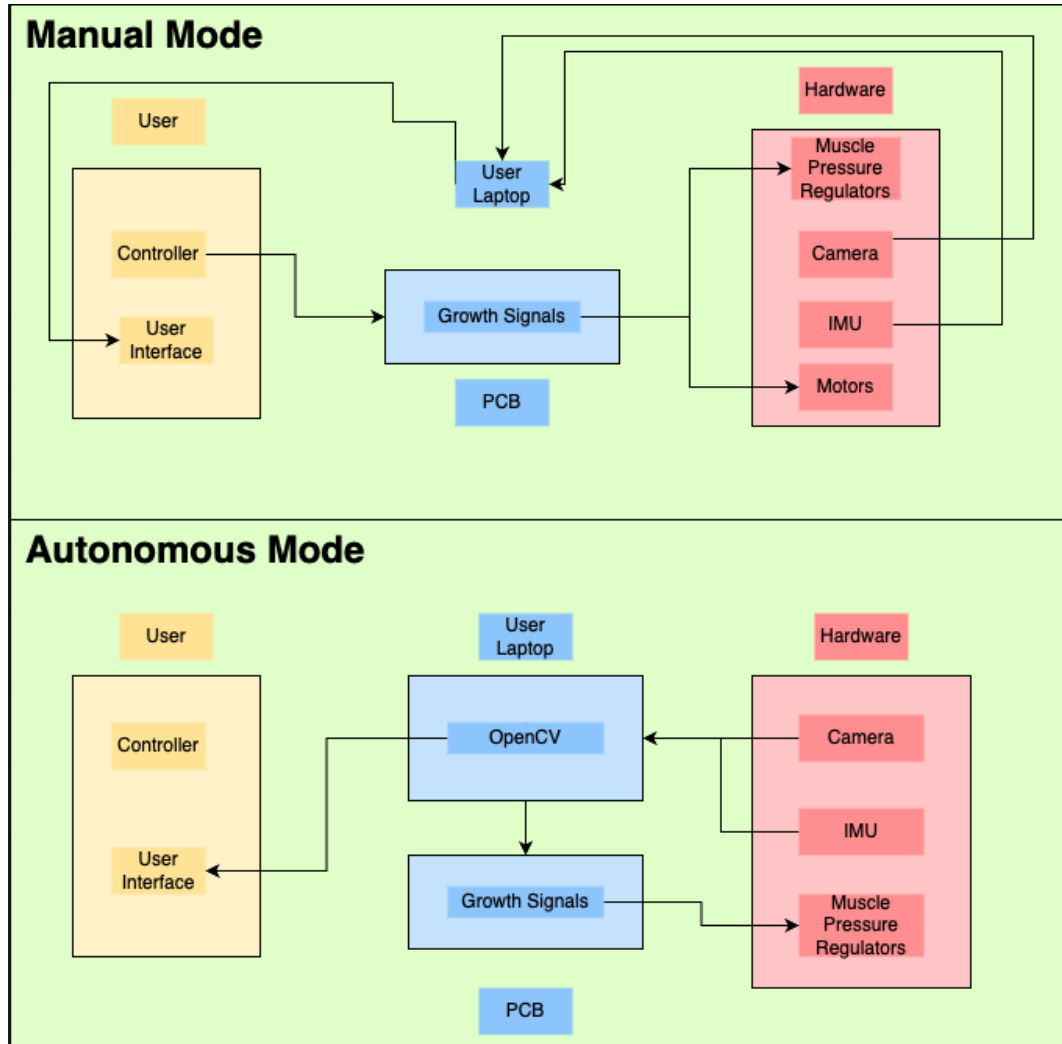 Manual Mode
Hardware
User
Muscle
Pressure
Regulators
User
Laptop
Controller
Camera
Growth Signals
User
Interface
IMU
Motors
PCB
Autonomous Mode
User
User
Laptop
Hardware
Controller
OpenCV
Camera
IMU
User
Interface
Growth Signals
Muscle
Pressure
Regulators
PCB